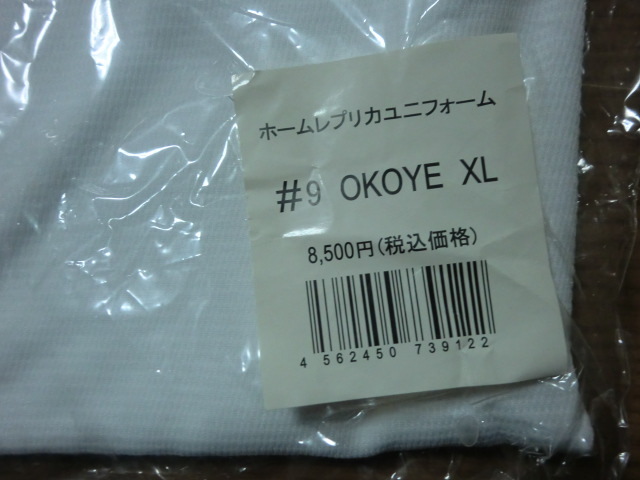 ホームレプリカユニフォーム
#9 OKOYE XL
8,500円(税込価格)
4 562450 739122